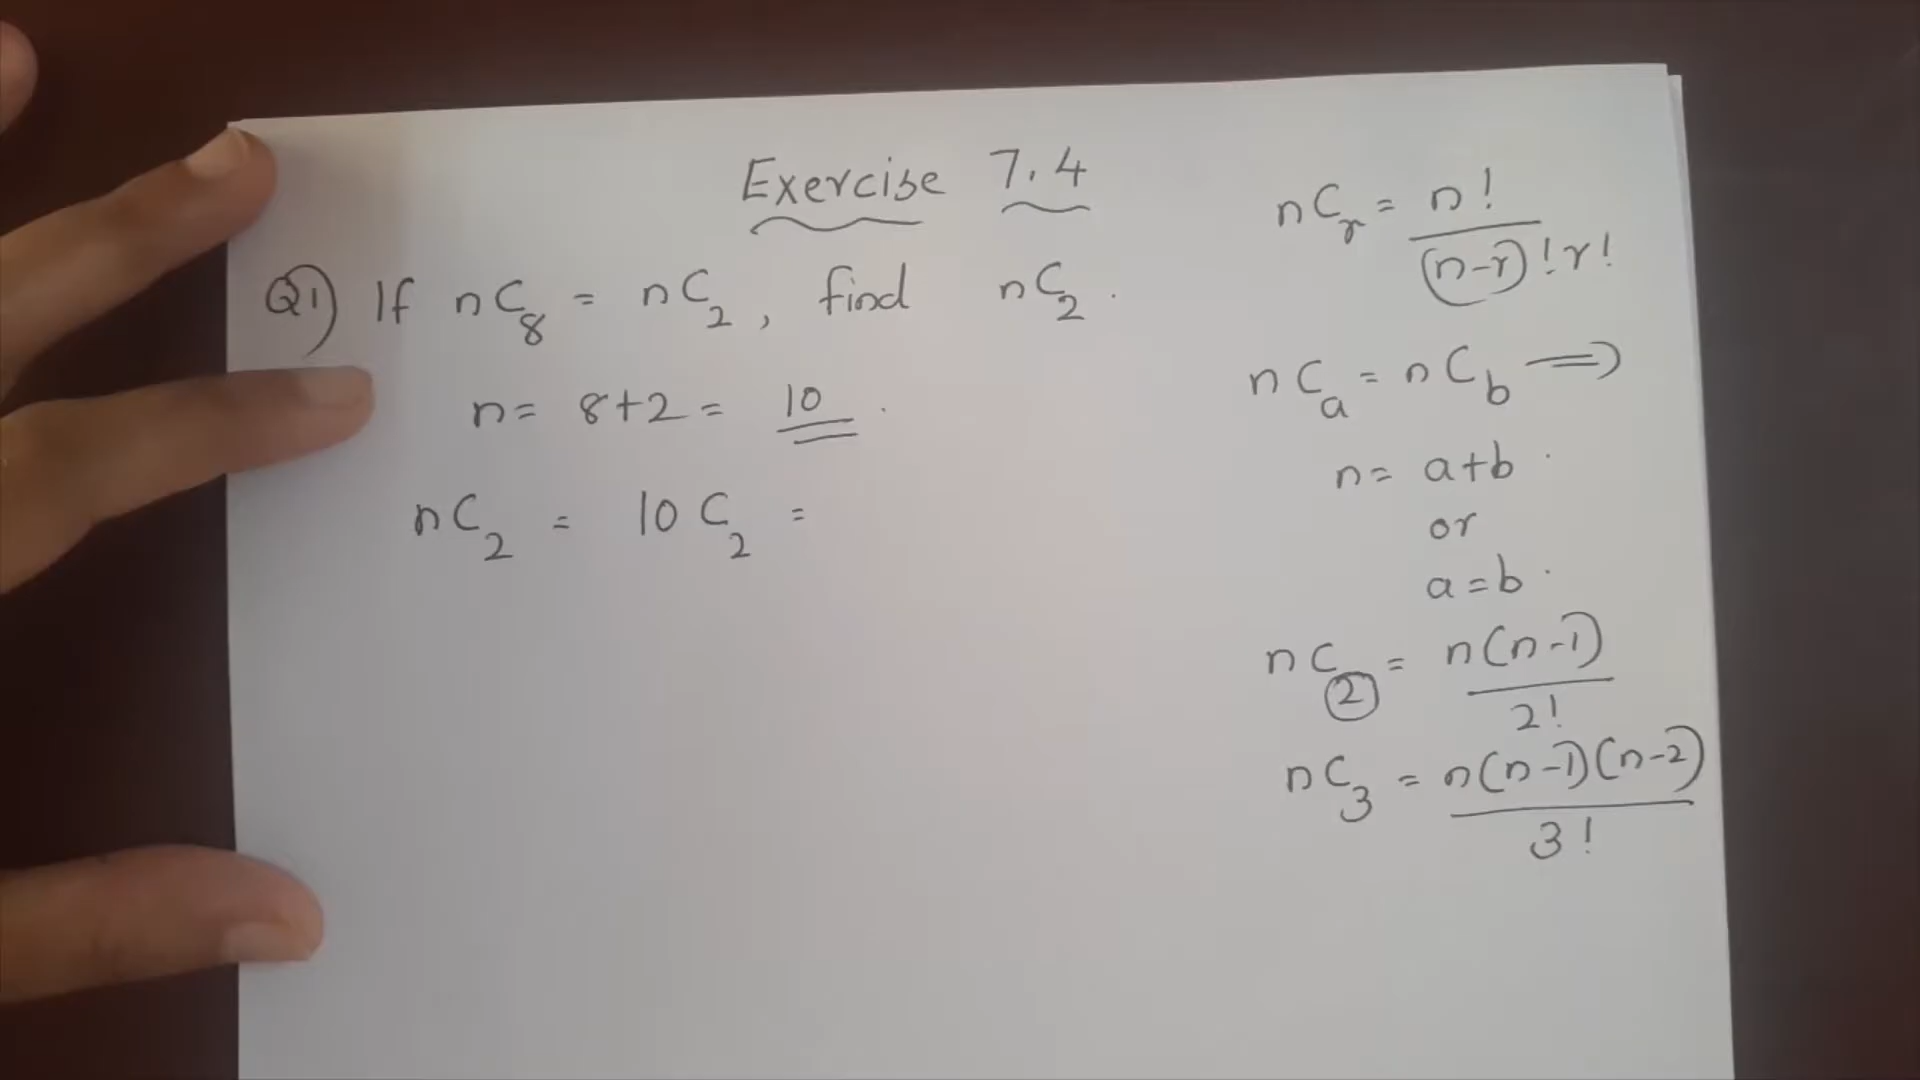 Exercise 7.4
Q1) If nC₈ = nC₂, find nC₂.
n = 8+2 = 10.
nC₂ = 10C₂ =
nCᵣ = n! / (n-r)! r!
nCₐ = nC_b ⟹
n = a+b.
or
a = b.
nC₂ = n(n-1) / 2!
nC₃ = n(n-1)(n-2) / 3!